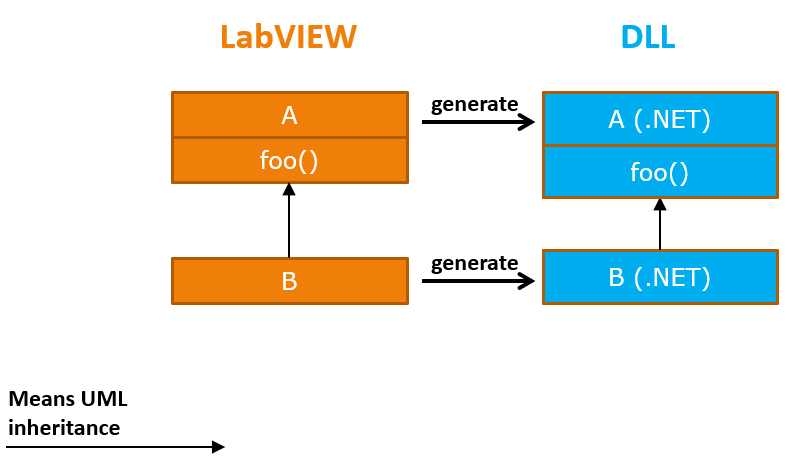 LabVIEW
DLL
A
generate
A (.NET)
foo()
foo()
B
generate
B (.NET)
Means UML
inheritance